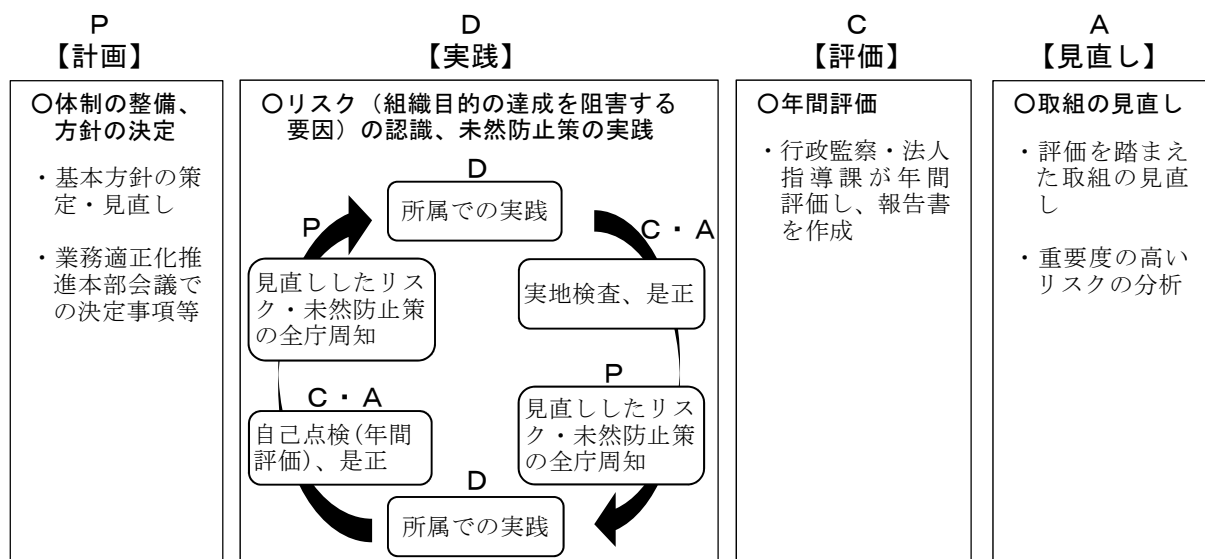 P
【計画】
〇体制の整備、
方針の決定
・基本方針の策
定・見直し
・業務適正化推
進本部会議で
の決定事項等
D
【実践】
〇リスク（組織目的の達成を阻害する
要因）の認識、未然防止策の実践
D
所属での実践
C・A
実地検査、是正
P
見直ししたリス
ク・未然防止策
の全庁周知
D
所属での実践
C・A
自己点検(年間
評価)、是正
P
見直ししたリス
ク・未然防止策
の全庁周知
C
【評価】
〇年間評価
・行政監察・法人
指導課が年間
評価し、報告書
を作成
A
【見直し】
〇取組の見直し
・評価を踏まえ
た取組の見直
し
・重要度の高い
リスクの分析